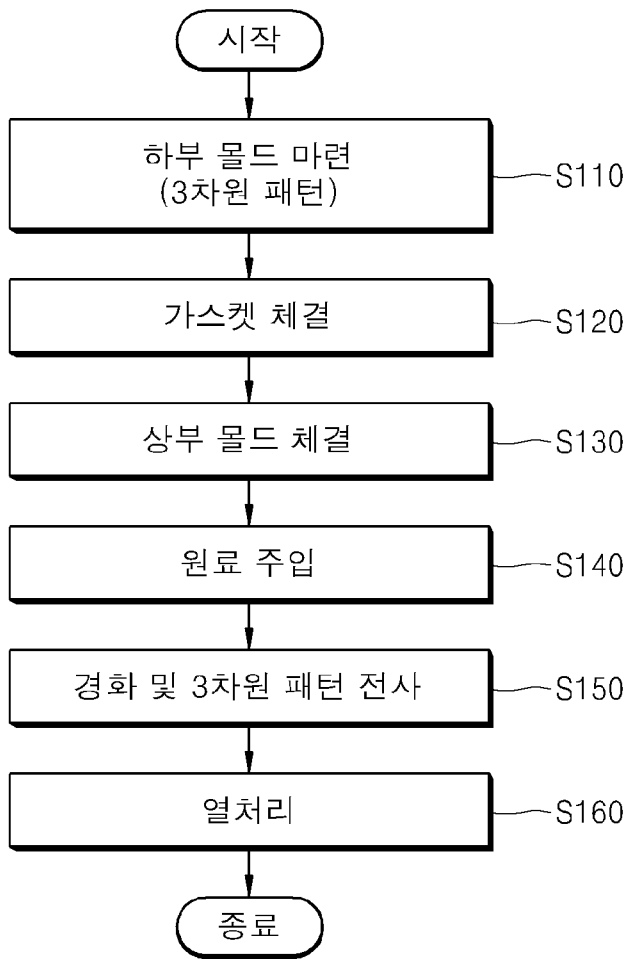 시작
하부 몰드 마련
(3차원 패턴)
S110
가스켓 체결
S120
상부 몰드 체결
S130
원료 주입
S140
경화 및 3차원 패턴 전사
S150
열처리
S160
종료